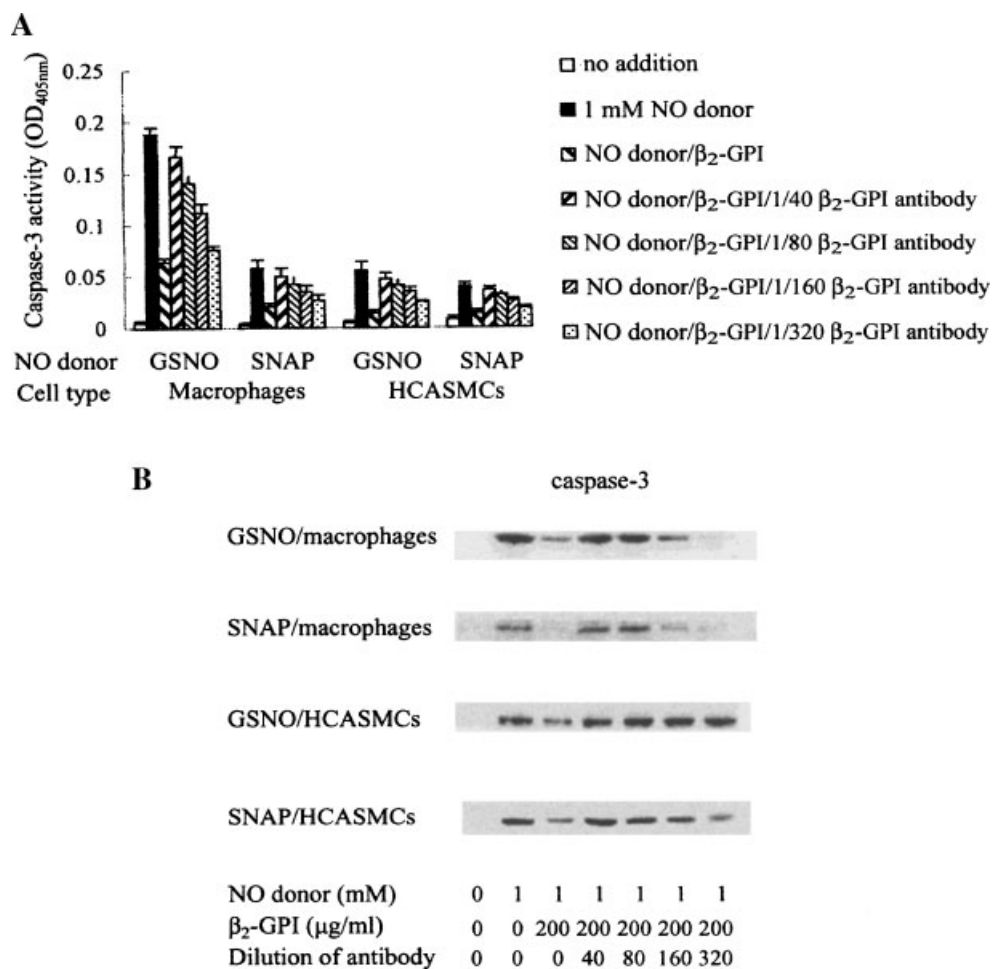 A
Caspase-3 activity (OD405nm)
0.25
0.2
0.15
0.1
0.05
0
NO donor GSNO SNAP GSNO SNAP
Cell type Macrophages HCASMCs
no addition
1 mM NO donor
NO donor/β2-GPI
NO donor/β2-GPI/1/40 β2-GPI antibody
NO donor/β2-GPI/1/80 β2-GPI antibody
NO donor/β2-GPI/1/160 β2-GPI antibody
NO donor/β2-GPI/1/320 β2-GPI antibody
B
caspase-3
GSNO/macrophages
SNAP/macrophages
GSNO/HCASMCs
SNAP/HCASMCs
NO donor (mM) 0 1 1 1 1 1 1
β2-GPI (μg/ml) 0 0 200 200 200 200 200
Dilution of antibody 0 0 0 40 80 160 320